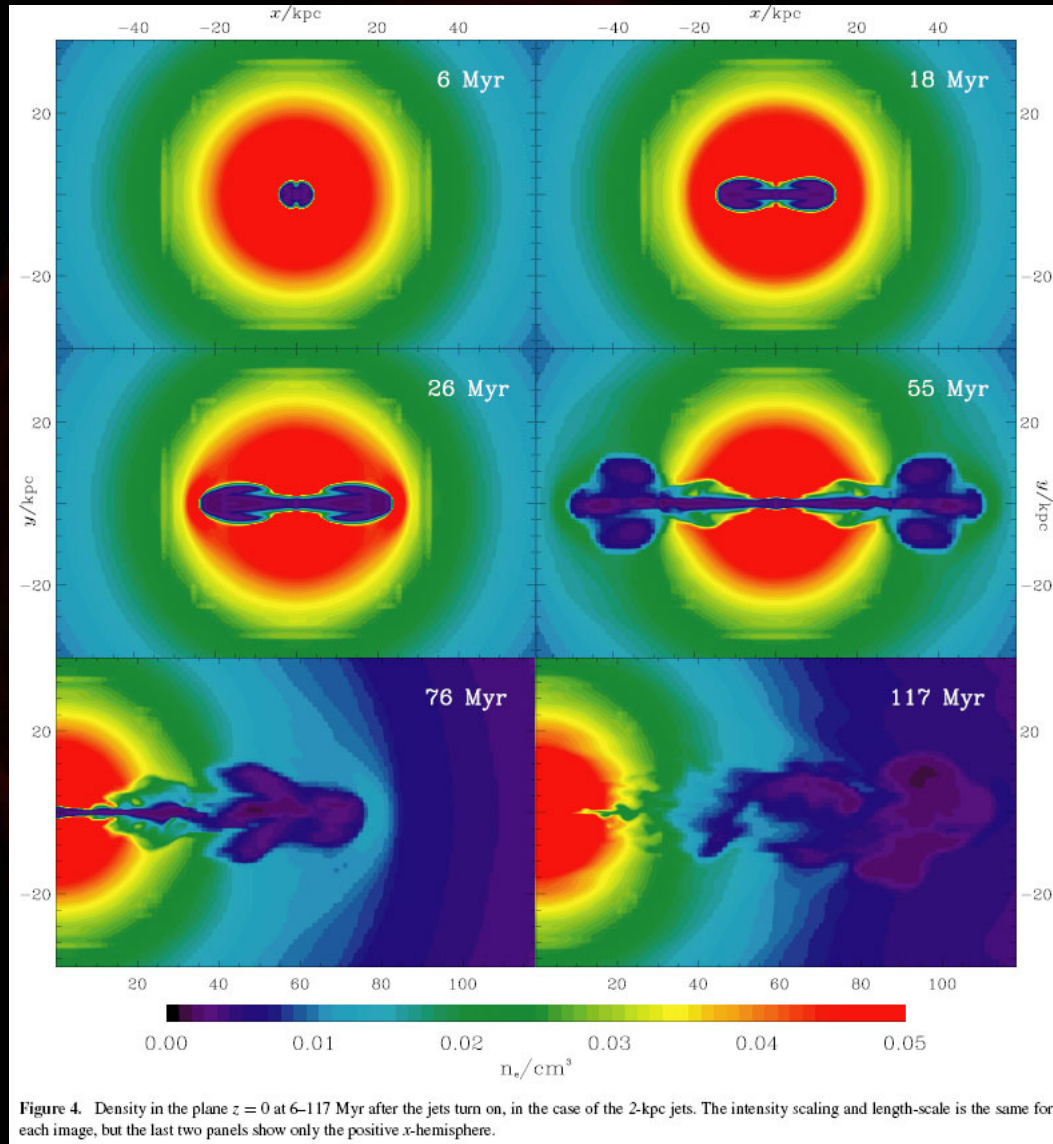 x/kpc x/kpc
−40 −20 0 20 40 −40 −20 0 20 40
6 Myr 18 Myr
20 20
−20 −20
26 Myr 55 Myr
20 20
y/kpc y/kpc
−20 −20
76 Myr 117 Myr
20 20
−20 −20
20 40 60 80 100 20 40 60 80 100
0.00 0.01 0.02 0.03 0.04 0.05
nₑ/cm³
Figure 4. Density in the plane z = 0 at 6–117 Myr after the jets turn on, in the case of the 2-kpc jets. The intensity scaling and length-scale is the same for
each image, but the last two panels show only the positive x-hemisphere.